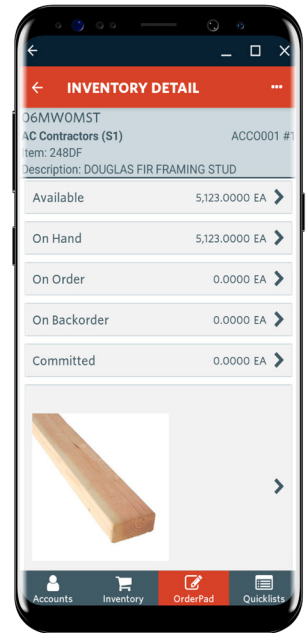 INVENTORY DETAIL
06MW0MST
AC Contractors (S1) ACCO001 #1
Item: 248DF
Description: DOUGLAS FIR FRAMING STUD
Available 5,123.0000 EA
On Hand 5,123.0000 EA
On Order 0.0000 EA
On Backorder 0.0000 EA
Committed 0.0000 EA
Accounts Inventory OrderPad Quicklists